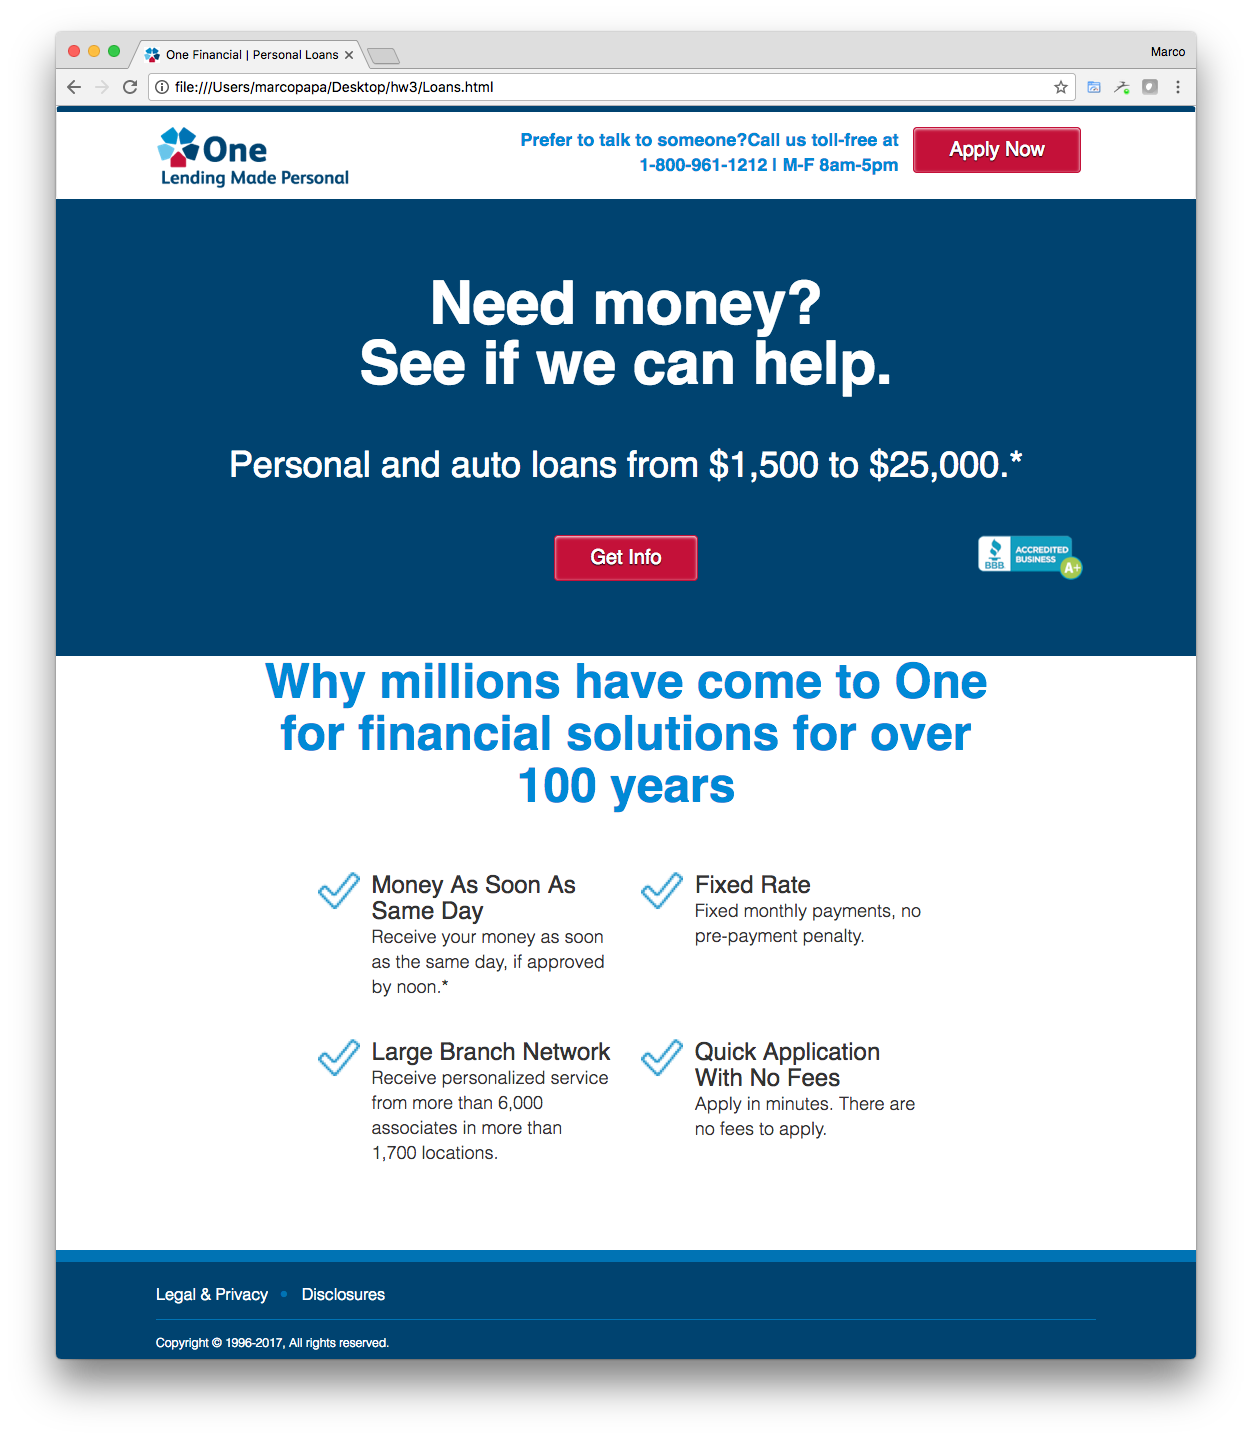 One Financial | Personal Loans
Marco
file:///Users/marcopapa/Desktop/hw3/Loans.html
One
Lending Made Personal
Prefer to talk to someone?Call us toll-free at
1-800-961-1212 | M-F 8am-5pm
Apply Now
Need money?
See if we can help.
Personal and auto loans from $1,500 to $25,000.*
Get Info
BBB
ACCREDITED
BUSINESS
A+
Why millions have come to One
for financial solutions for over
100 years
Money As Soon As
Same Day
Receive your money as soon
as the same day, if approved
by noon.*
Fixed Rate
Fixed monthly payments, no
pre-payment penalty.
Large Branch Network
Receive personalized service
from more than 6,000
associates in more than
1,700 locations.
Quick Application
With No Fees
Apply in minutes. There are
no fees to apply.
Legal & Privacy • Disclosures
Copyright © 1996-2017, All rights reserved.